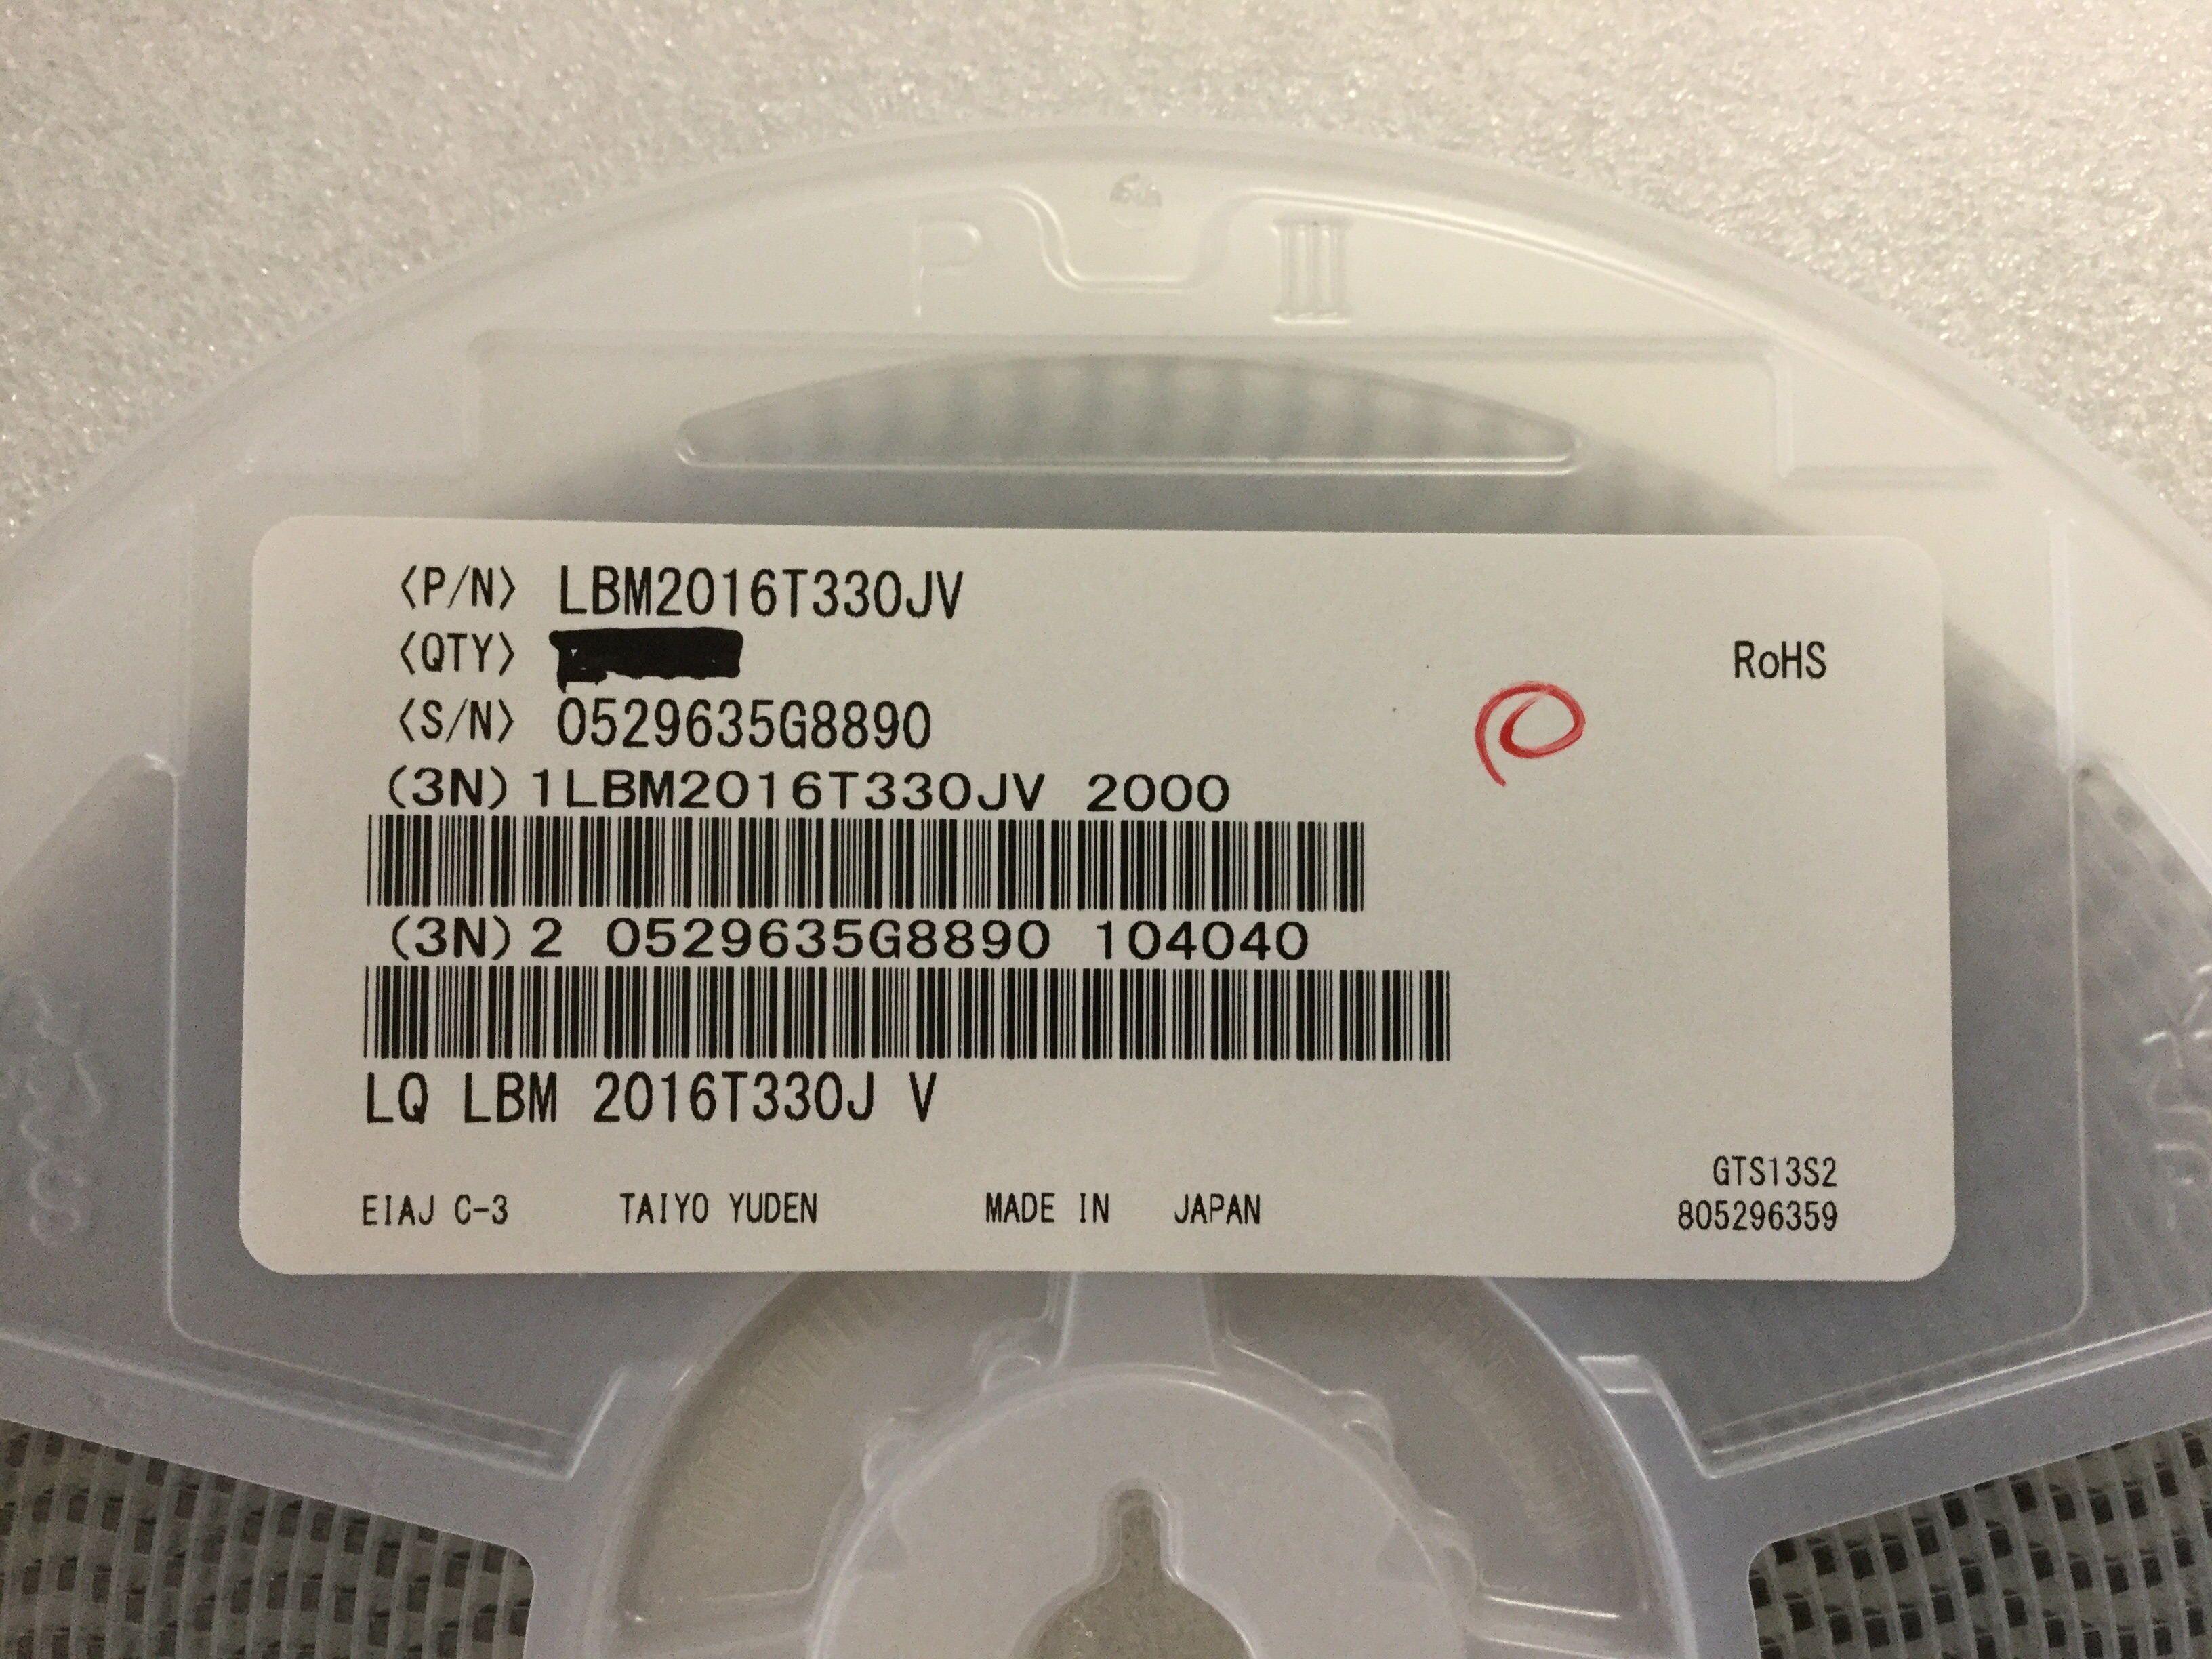 P III
<P/N> LBM2016T330JV
<QTY>
RoHS
<S/N> 0529635G8890
(3N)1LBM2016T330JV 2000
(3N)2 0529635G8890 104040
LQ LBM 2016T330J V
GTS13S2
EIAJ C-3 TAIYO YUDEN MADE IN JAPAN
805296359